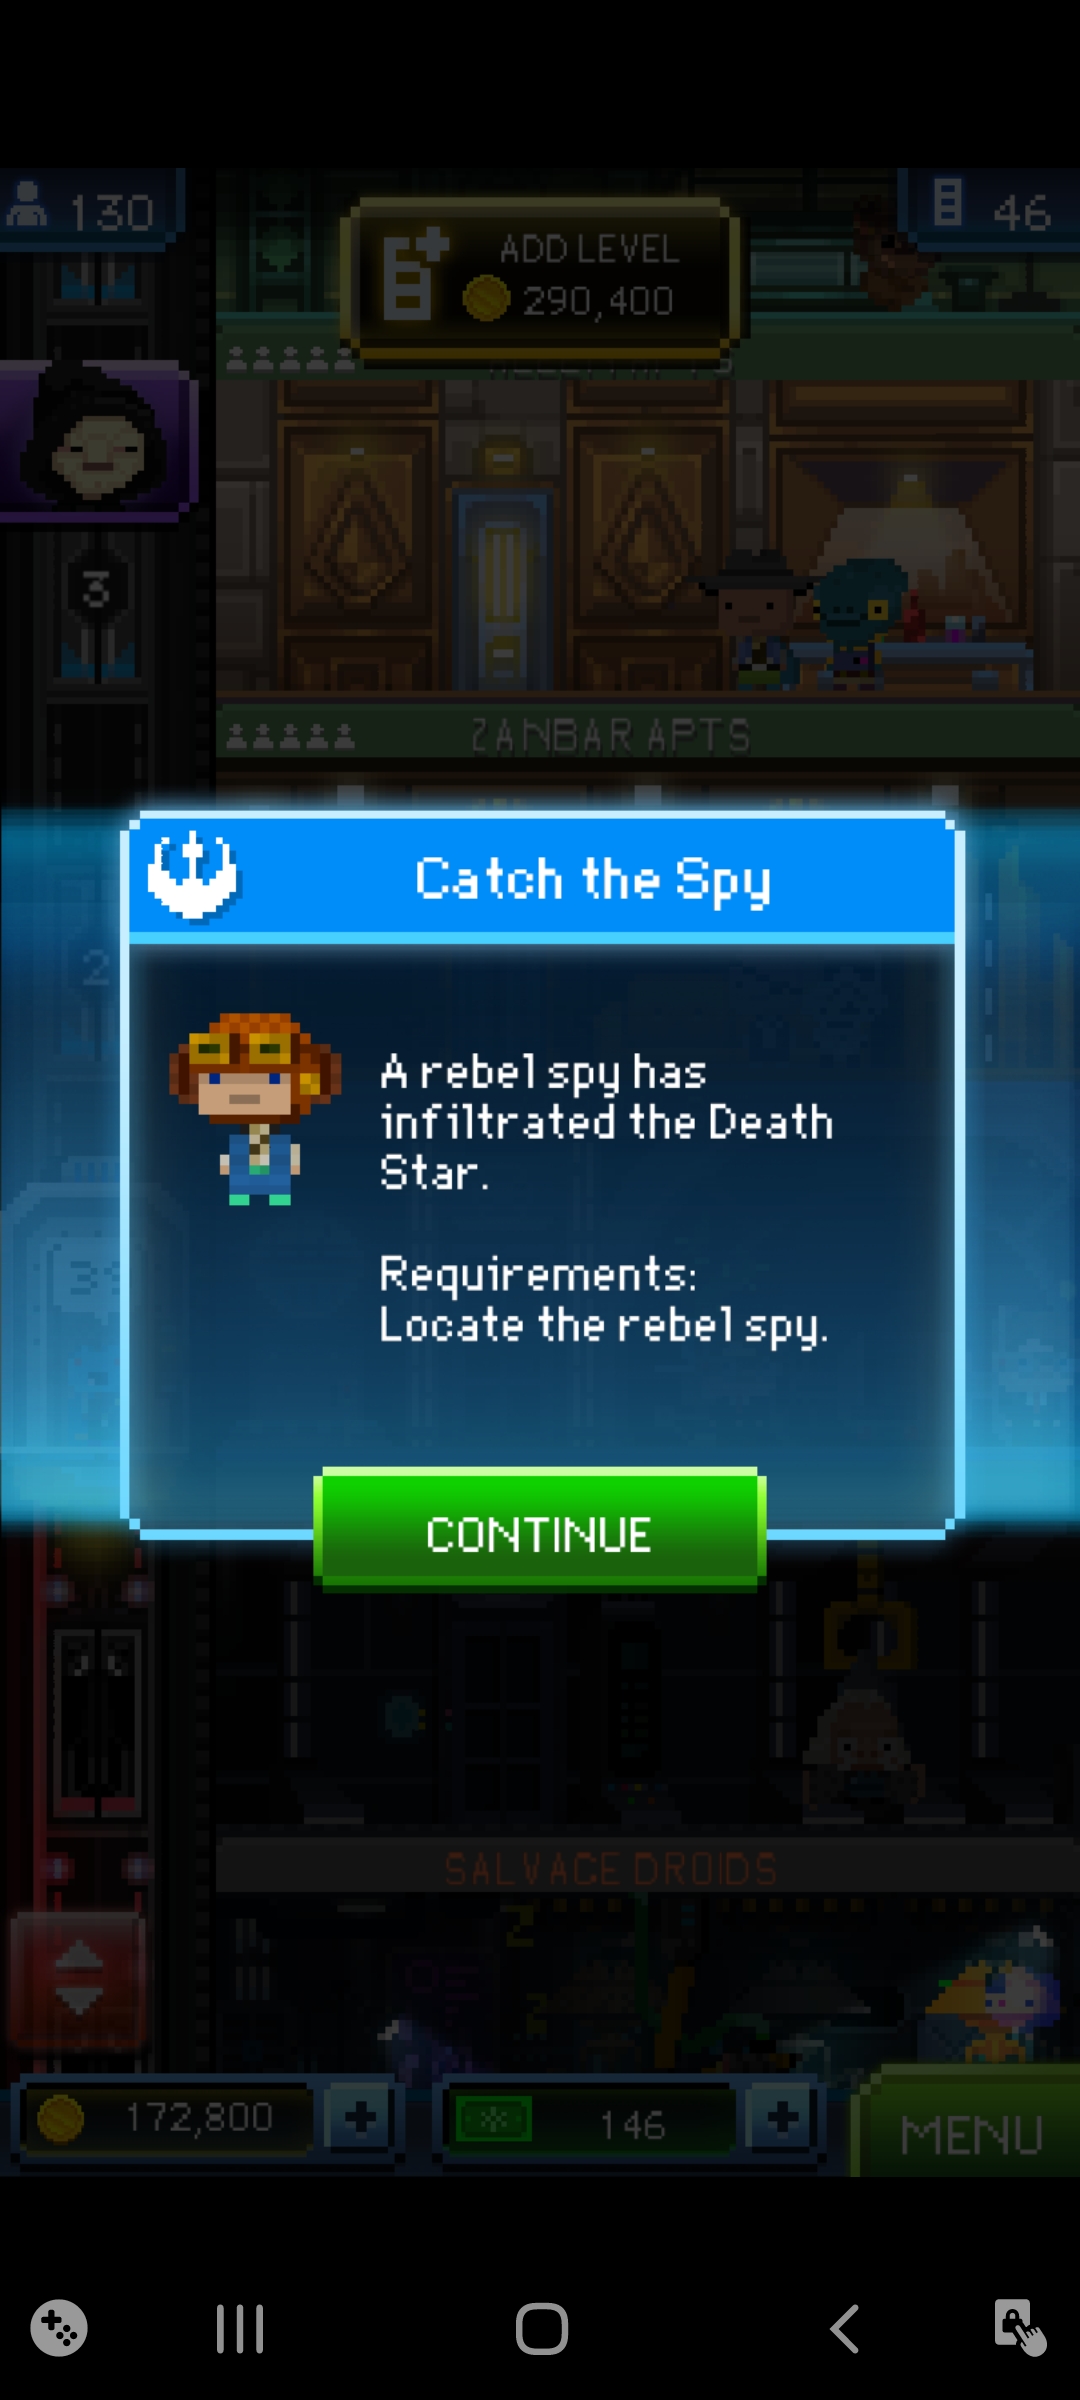 130
46
ADD LEVEL
290,400
3
ZANBAR APTS
Catch the Spy
2
A rebel spy has
infiltrated the Death
Star.
Requirements:
Locate the rebel spy.
CONTINUE
SALVAGE DROIDS
172,800
146
MENU